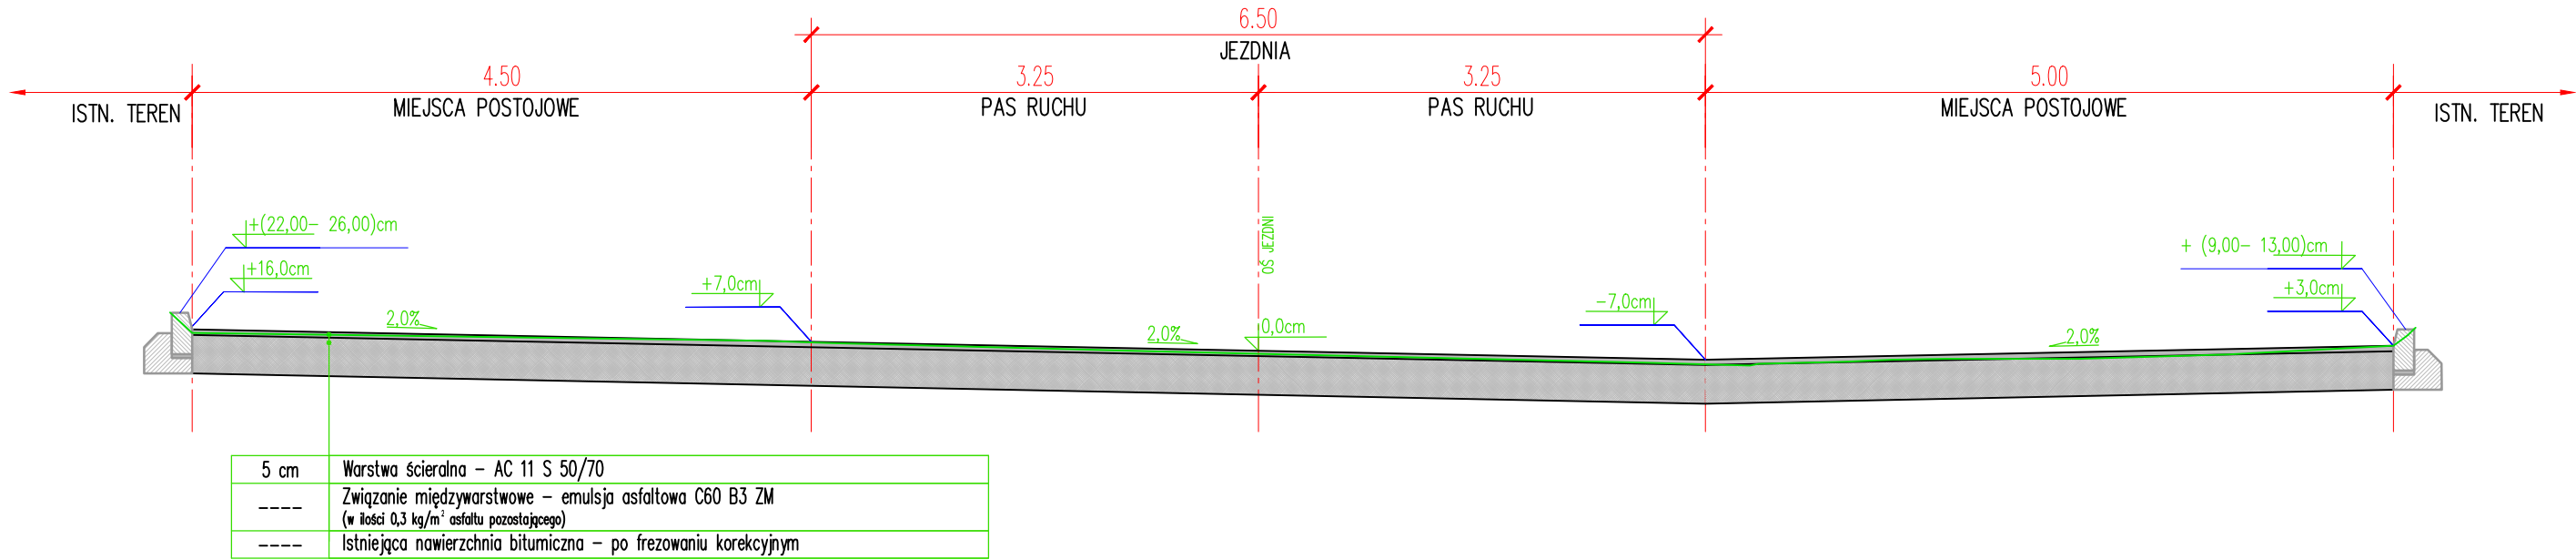 6.50
JEZDNIA
4.50
3.25
3.25
5.00
ISTN. TEREN
MIEJSCA POSTOJOWE
PAS RUCHU
PAS RUCHU
MIEJSCA POSTOJOWE
ISTN. TEREN
+(22,00- 26,00)cm
+16,0cm
+7,0cm
OŚ JEZDNI
-7,0cm
+ (9,00- 13,00)cm
+3,0cm
2,0%
2,0%
0,0cm
2,0%
5 cm Warstwa ścieralna - AC 11 S 50/70
---- Związanie międzywarstwowe - emulsja asfaltowa C60 B3 ZM
(w ilości 0,3 kg/m² asfaltu pozostającego)
---- Istniejąca nawierzchnia bitumiczna - po frezowaniu korekcyjnym